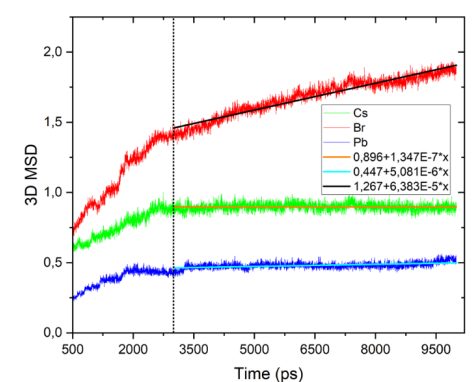 3D MSD
2,0
1,5
1,0
0,5
0,0
Cs
Br
Pb
0,896+1,347E-7*x
0,447+5,081E-6*x
1,267+6,383E-5*x
500 2000 3500 5000 6500 8000 9500
Time (ps)